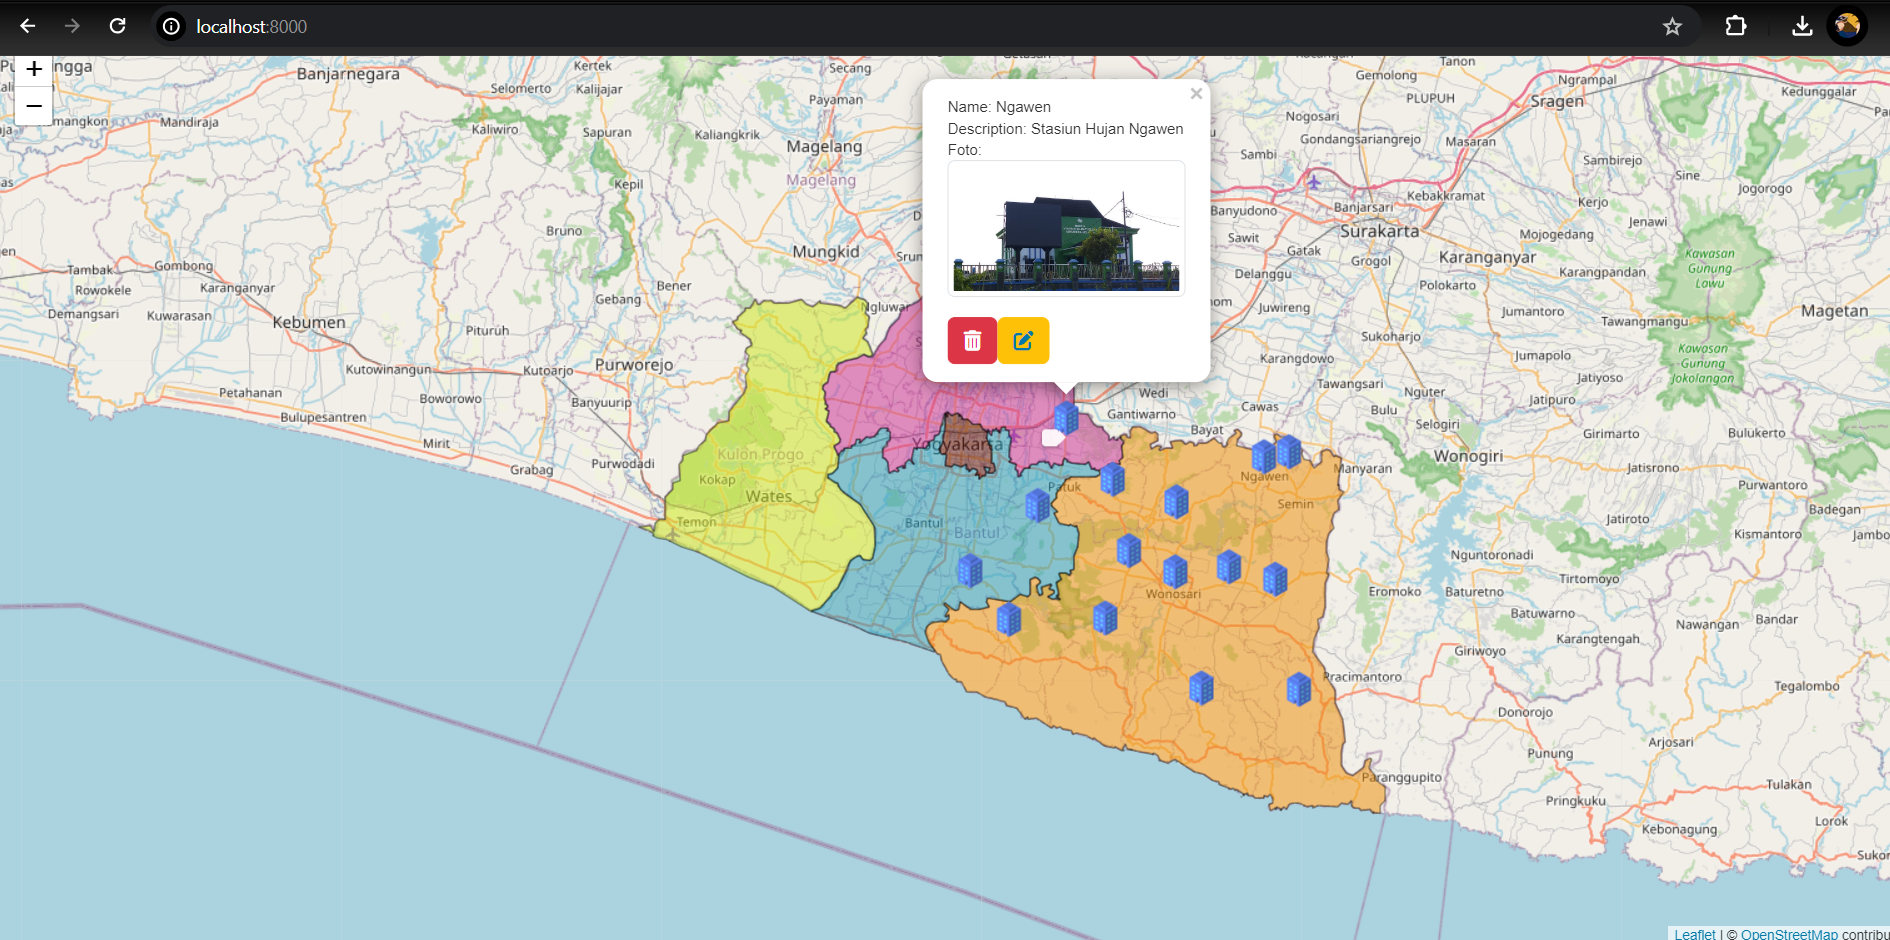 localhost:8000
+
−
Name: Ngawen
Description: Stasiun Hujan Ngawen
Foto:
×
Banjarnegara
Kertek
Secang
Selomerto
Kalijajar
Payaman
Mandiraja
Kaliwiro
Sapuran
Kaliangkrik
Magelang
Magelang
Kepil
Bruno
Mungkid
Gombong
Tambak
Rowokele
Karanganyar
Demangsari
Kuwarasan
Kebumen
Pituruh
Bener
Gebang
Ngluwar
Petanahan
Kutowinangun
Kutoarjo
Purworejo
Bulupesantren
Boworowo
Banyuurip
Mirit
Grabag
Purwodadi
Kulon Progo
Kokap
Wates
Temon
Yogyakarta
Bantul
Bantul
Patuk
Wonosari
Ngawen
Semin
Gemolong
Tanon
Ngrampal
Kedunggalar
PLUPUH
Sragen
Nogosari
Gondangsariangrejo
Masaran
Sambi
Sambirejo
Sine
Jogorogo
Kebakkramat
Kerjo
Jenawi
Banyudono
Banjarsari
Surakarta
Mojogedang
Sawit
Gatak
Grogol
Karanganyar
Karangpandan
Kawasan
Gunung
Lawu
Delanggu
Polokarto
Juwireng
Jumantoro
Tawangmangu
Magetan
Sukoharjo
Karangdowo
Jumapolo
Kawasan
Gunung
Jokolangan
Wedi
Tawangsari
Nguter
Jatiyoso
Gantiwarno
Cawas
Bulu
Jatipuro
Bayat
Selogiri
Girimarto
Bulukerto
Manyaran
Wonogiri
Jatisrono
Purwantoro
Badegan
Jatiroto
Kismantoro
Nguntoronadi
Tirtomoyo
Eromoko
Baturetno
Batuwarno
Nawangan
Bandar
Karangtengah
Giriwoyo
Pracimantoro
Tegalombo
Donorojo
Arjosari
Punung
Paranggupito
Tulakan
Pringkuku
Lorok
Kebonagung
Leaflet | © OpenStreetMap contribu